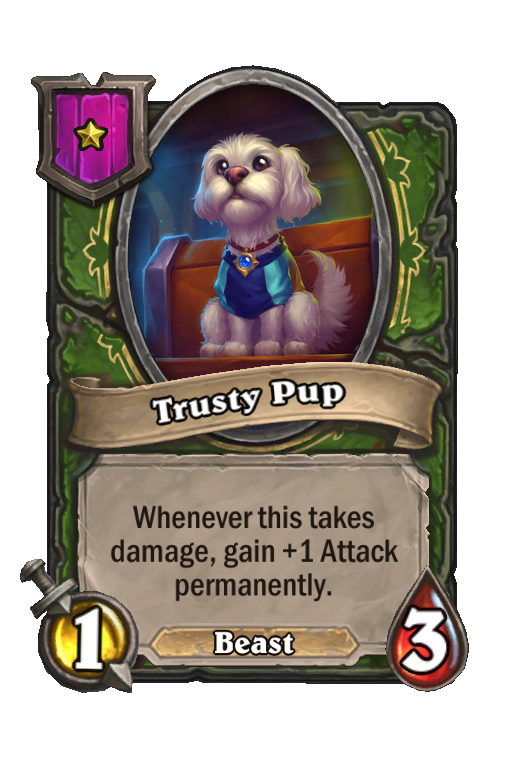 Trusty Pup
Whenever this takes
damage, gain +1 Attack
permanently.
1
Beast
3